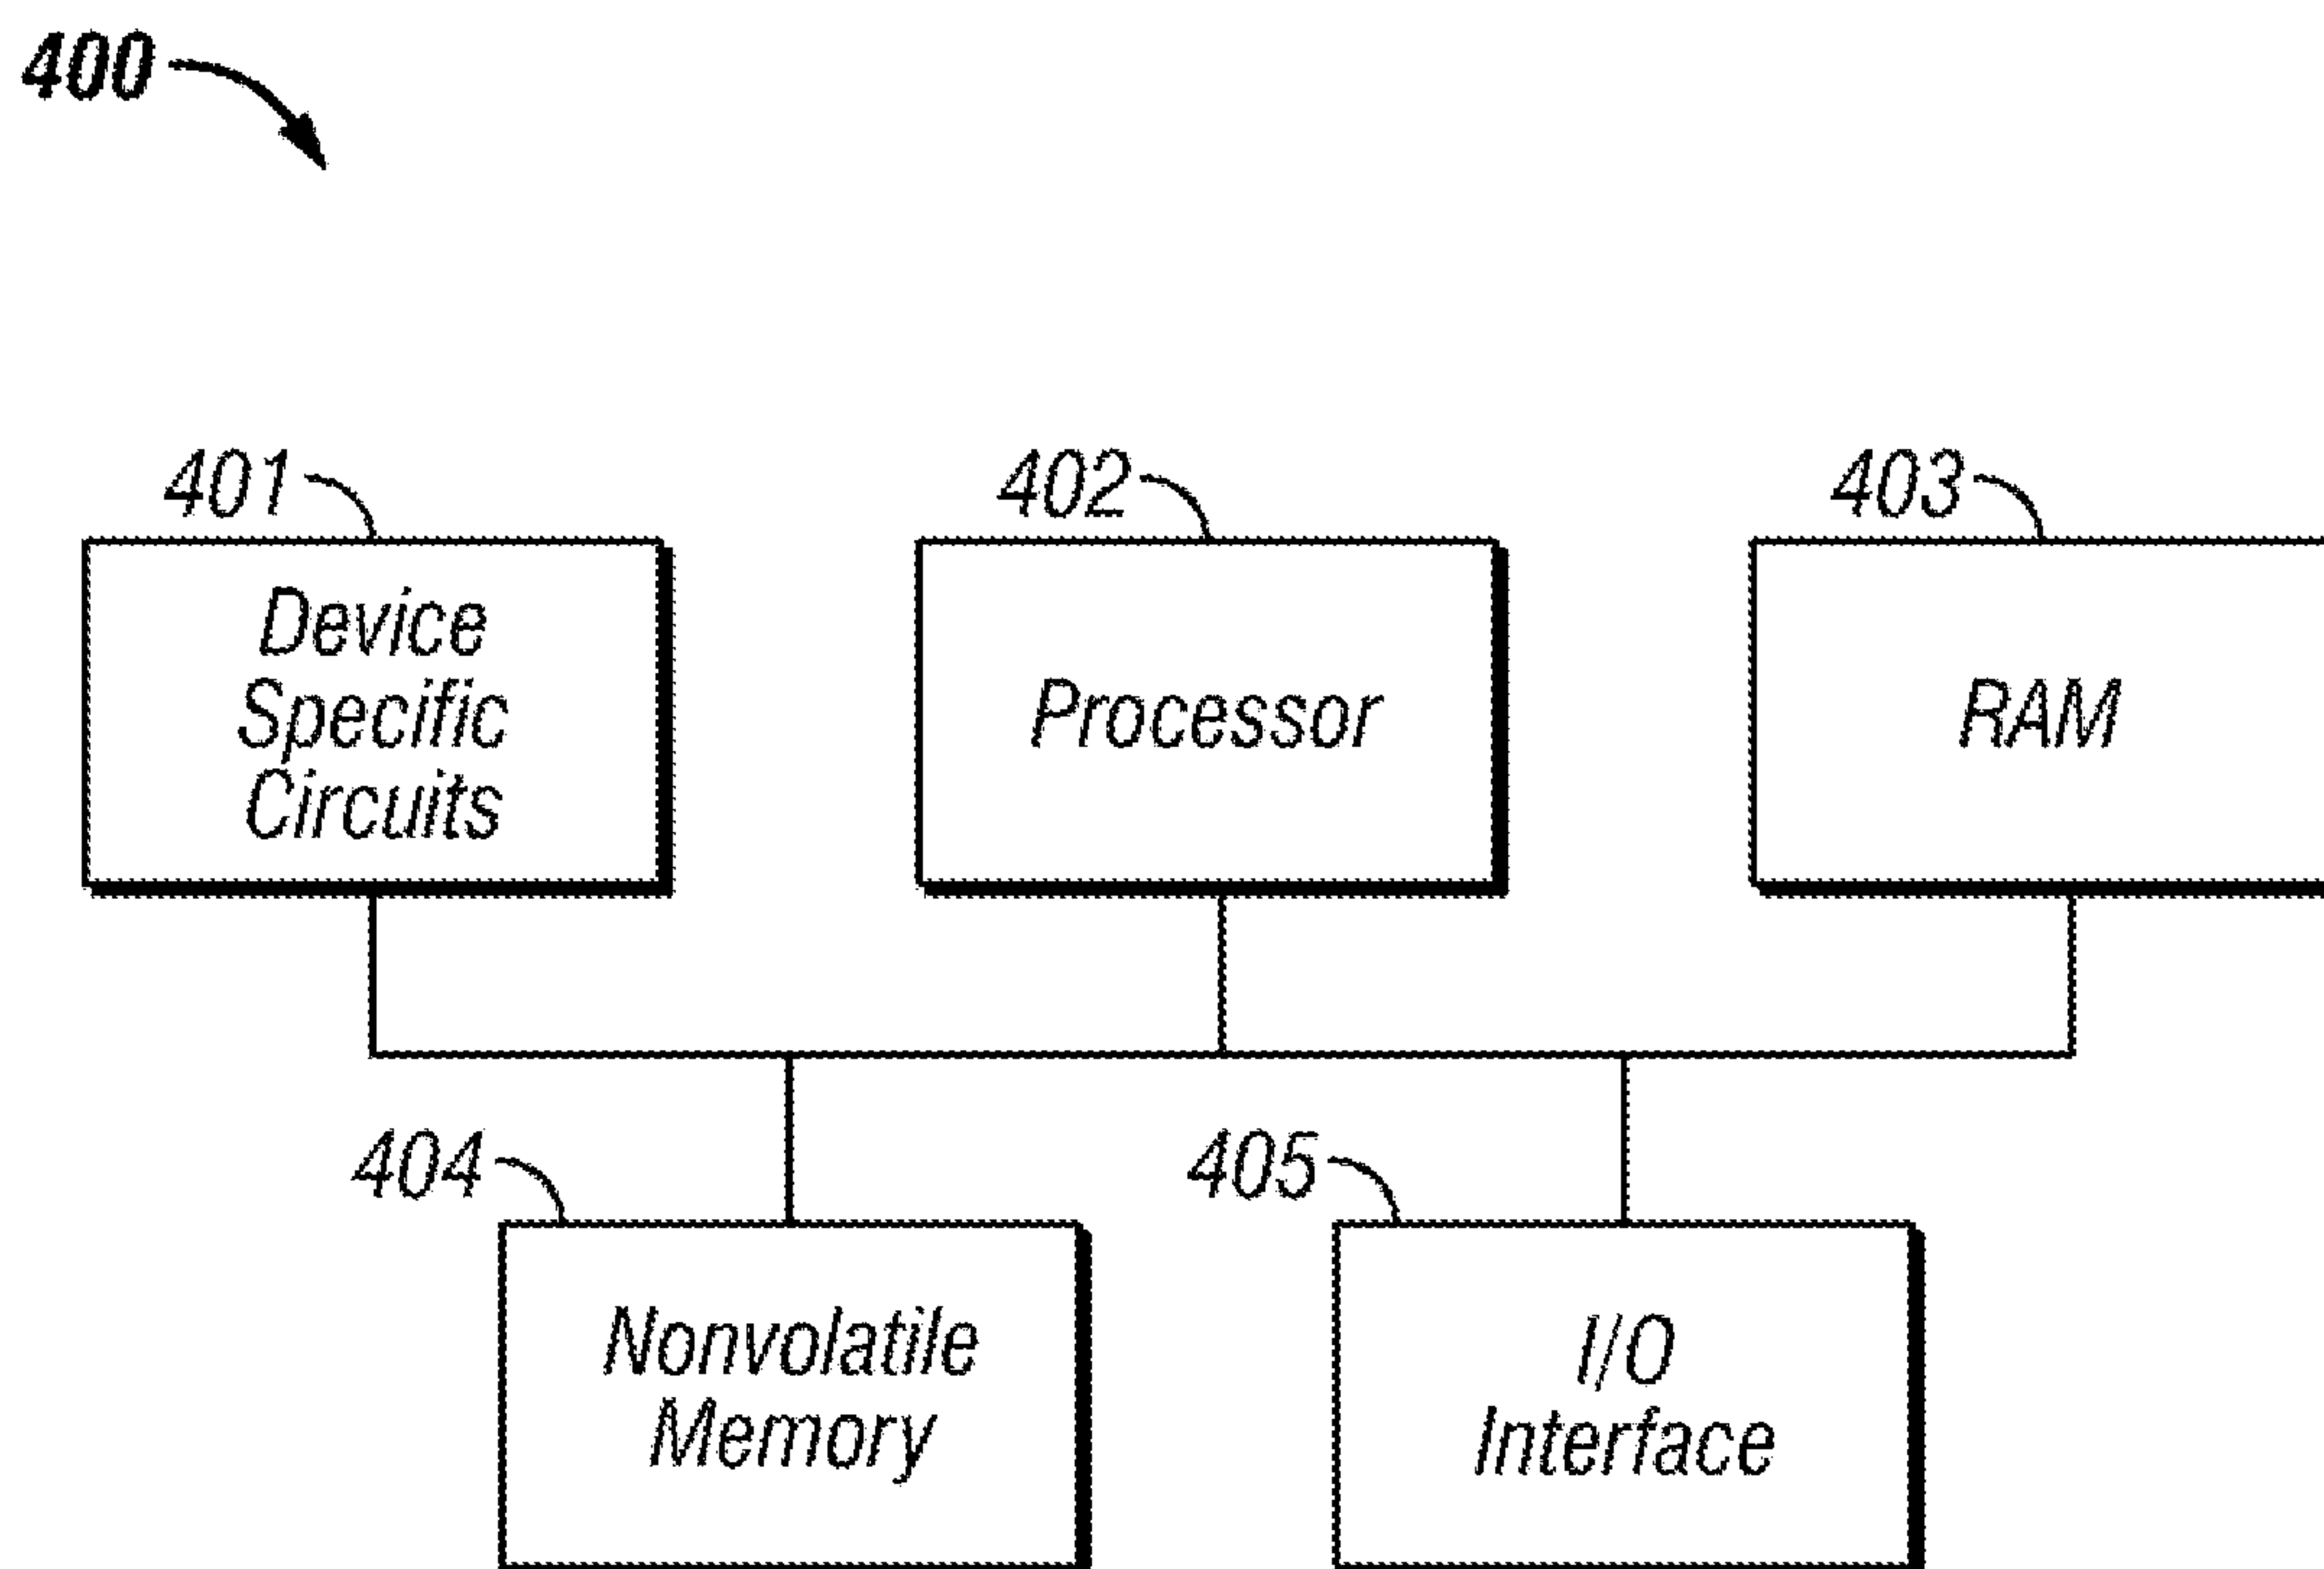 400
401
402
403
Device
Specific
Circuits
Processor
RAM
404
405
Nonvolatile
Memory
I/O
Interface